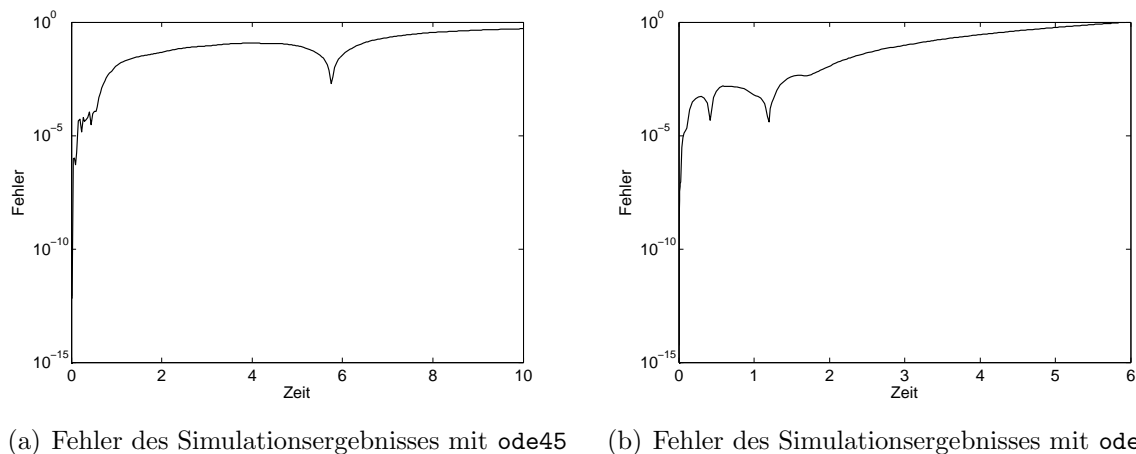 10^0
10^-5
10^-10
10^-15
Fehler
0 2 4 6 8 10
Zeit
10^0
10^-5
10^-10
10^-15
Fehler
0 1 2 3 4 5 6
Zeit
(a) Fehler des Simulationsergebnisses mit ode45
(b) Fehler des Simulationsergebnisses mit ode